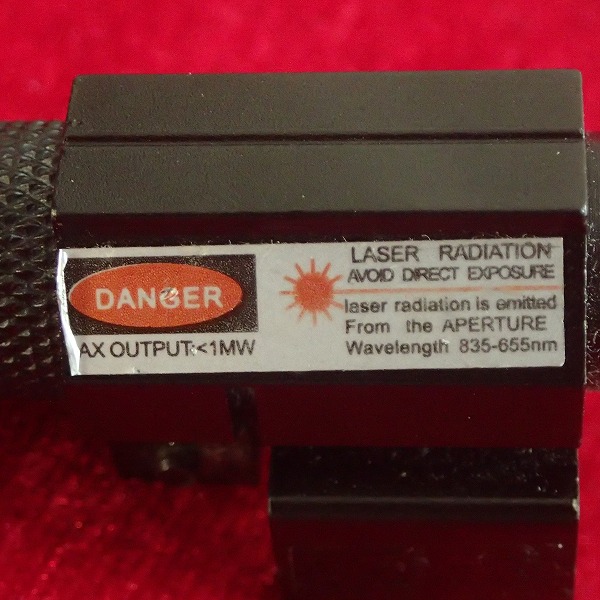 DANGER
AX OUTPUT:<1MW
LASER RADIATION
AVOID DIRECT EXPOSURE
laser radiation is emitted
From the APERTURE
Wavelength 835-655nm